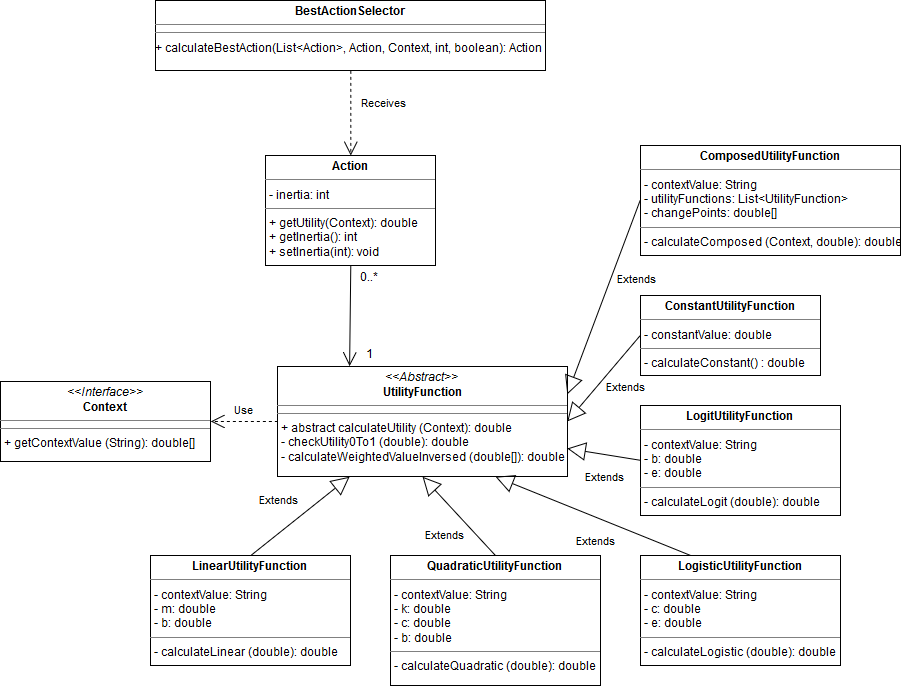 BestActionSelector
+ calculateBestAction(List<Action>, Action, Context, int, boolean): Action
Receives
Action
- inertia: int
+ getUtility(Context): double
+ getInertia(): int
+ setInertia(int): void
0..*
1
ComposedUtilityFunction
- contextValue: String
- utilityFunctions: List<UtilityFunction>
- changePoints: double[]
- calculateComposed (Context, double): double
Extends
ConstantUtilityFunction
- constantValue: double
- calculateConstant() : double
Extends
<<Abstract>>
UtilityFunction
+ abstract calculateUtility (Context): double
- checkUtility0To1 (double): double
- calculateWeightedValueInversed (double[]): double
<<Interface>>
Context
+ getContextValue (String): double[]
Use
LogitUtilityFunction
- contextValue: String
- b: double
- e: double
- calculateLogit (double): double
Extends
Extends
Extends
Extends
LinearUtilityFunction
- contextValue: String
- m: double
- b: double
- calculateLinear (double): double
QuadraticUtilityFunction
- contextValue: String
- k: double
- c: double
- b: double
- calculateQuadratic (double): double
LogisticUtilityFunction
- contextValue: String
- c: double
- e: double
- calculateLogistic (double): double